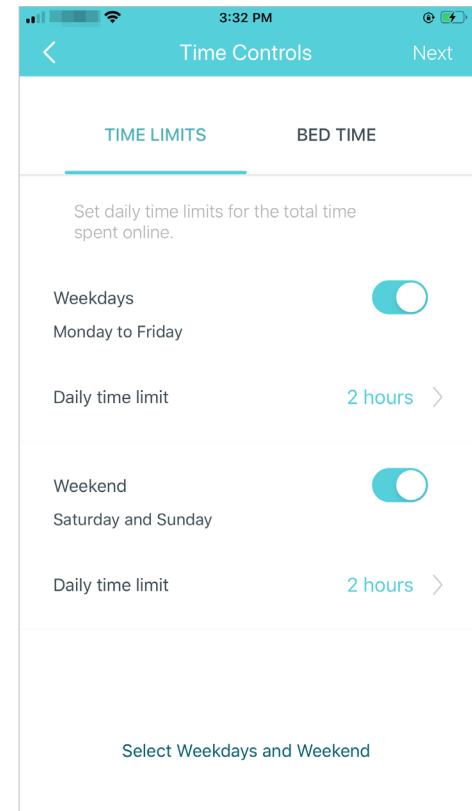 3:32 PM
Time Controls
Next
TIME LIMITS
BED TIME
Set daily time limits for the total time
spent online.
Weekdays
Monday to Friday
Daily time limit
2 hours
Weekend
Saturday and Sunday
Daily time limit
2 hours
Select Weekdays and Weekend